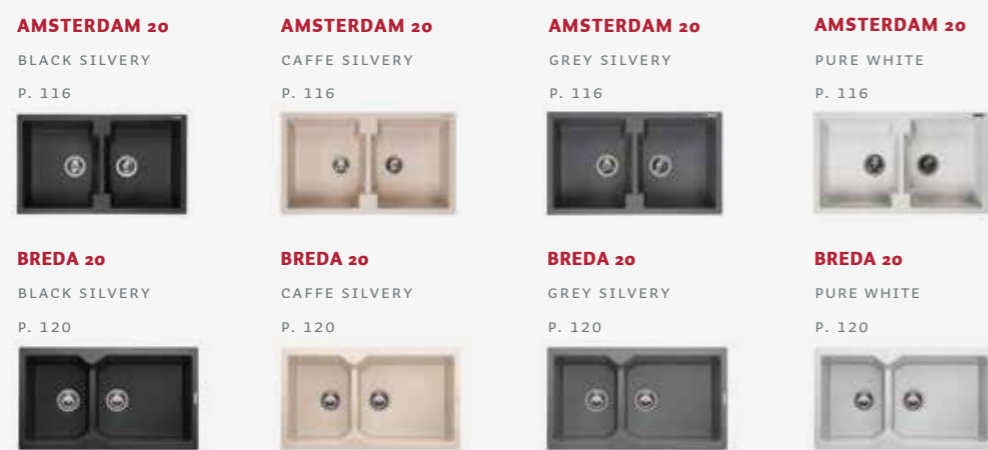 AMSTERDAM 20
BLACK SILVERY
P. 116
AMSTERDAM 20
CAFFE SILVERY
P. 116
AMSTERDAM 20
GREY SILVERY
P. 116
AMSTERDAM 20
PURE WHITE
P. 116
BREDA 20
BLACK SILVERY
P. 120
BREDA 20
CAFFE SILVERY
P. 120
BREDA 20
GREY SILVERY
P. 120
BREDA 20
PURE WHITE
P. 120